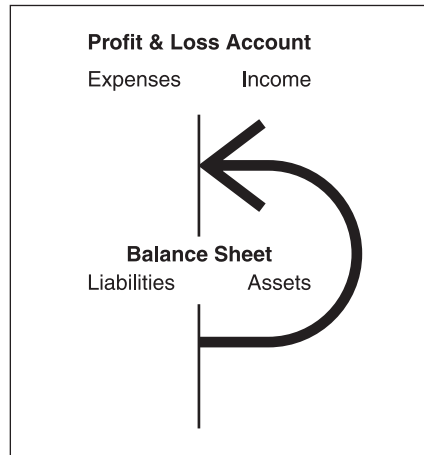 Profit & Loss Account
Expenses Income
Balance Sheet
Liabilities Assets